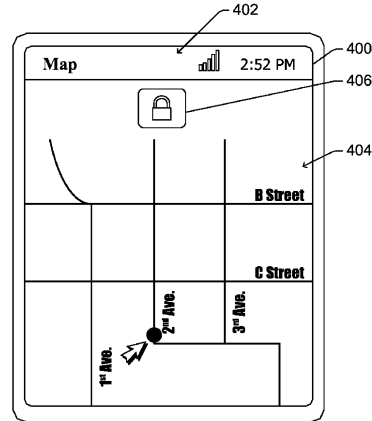 402
Map 2:52 PM
400
406
404
B Street
C Street
1st Ave.
2nd Ave.
3rd Ave.